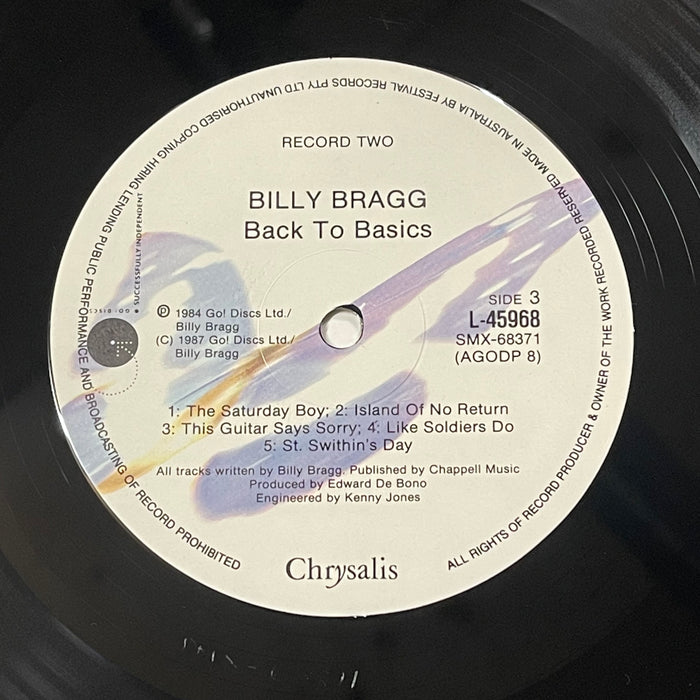 RECORD TWO
BILLY BRAGG
Back To Basics
℗ 1984 Go! Discs Ltd./
Billy Bragg
(C) 1987 Go! Discs Ltd./
Billy Bragg
SIDE 3
L-45968
SMX-68371
(AGODP 8)
1: The Saturday Boy; 2: Island Of No Return
3: This Guitar Says Sorry; 4: Like Soldiers Do
5: St. Swithin's Day
All tracks written by Billy Bragg. Published by Chappell Music
Produced by Edward De Bono
Engineered by Kenny Jones
Chrysalis
ALL RIGHTS OF RECORD PRODUCER & OWNER OF THE WORK RECORDED RESERVED MADE IN AUSTRALIA BY FESTIVAL RECORDS PTY LTD UNAUTHORISED COPYING HIRING LENDING PUBLIC PERFORMANCE AND BROADCASTING OF RECORD PROHIBITED
GO! DISCS • SUCCESSFULLY INDEPENDENT